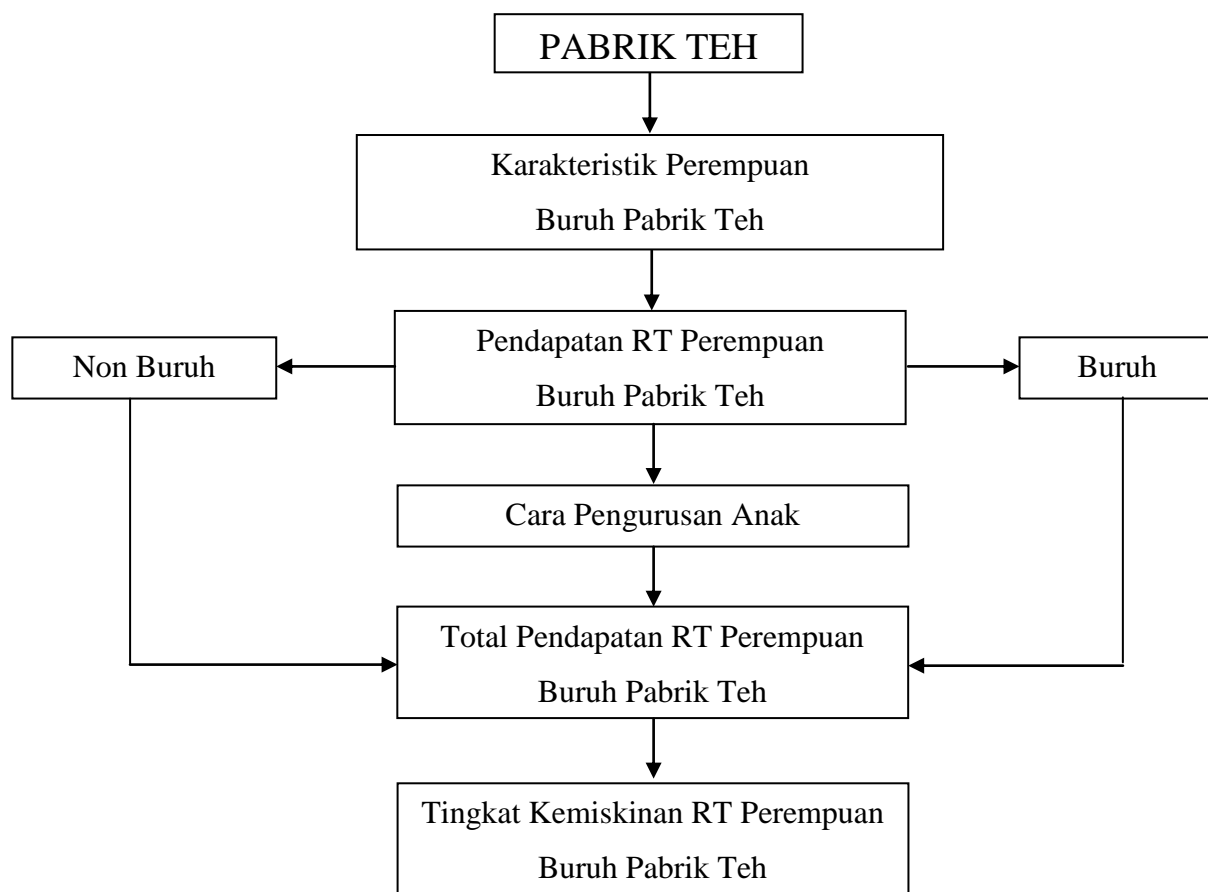 PABRIK TEH
Karakteristik Perempuan
Buruh Pabrik Teh
Pendapatan RT Perempuan
Buruh Pabrik Teh
Non Buruh
Buruh
Cara Pengurusan Anak
Total Pendapatan RT Perempuan
Buruh Pabrik Teh
Tingkat Kemiskinan RT Perempuan
Buruh Pabrik Teh